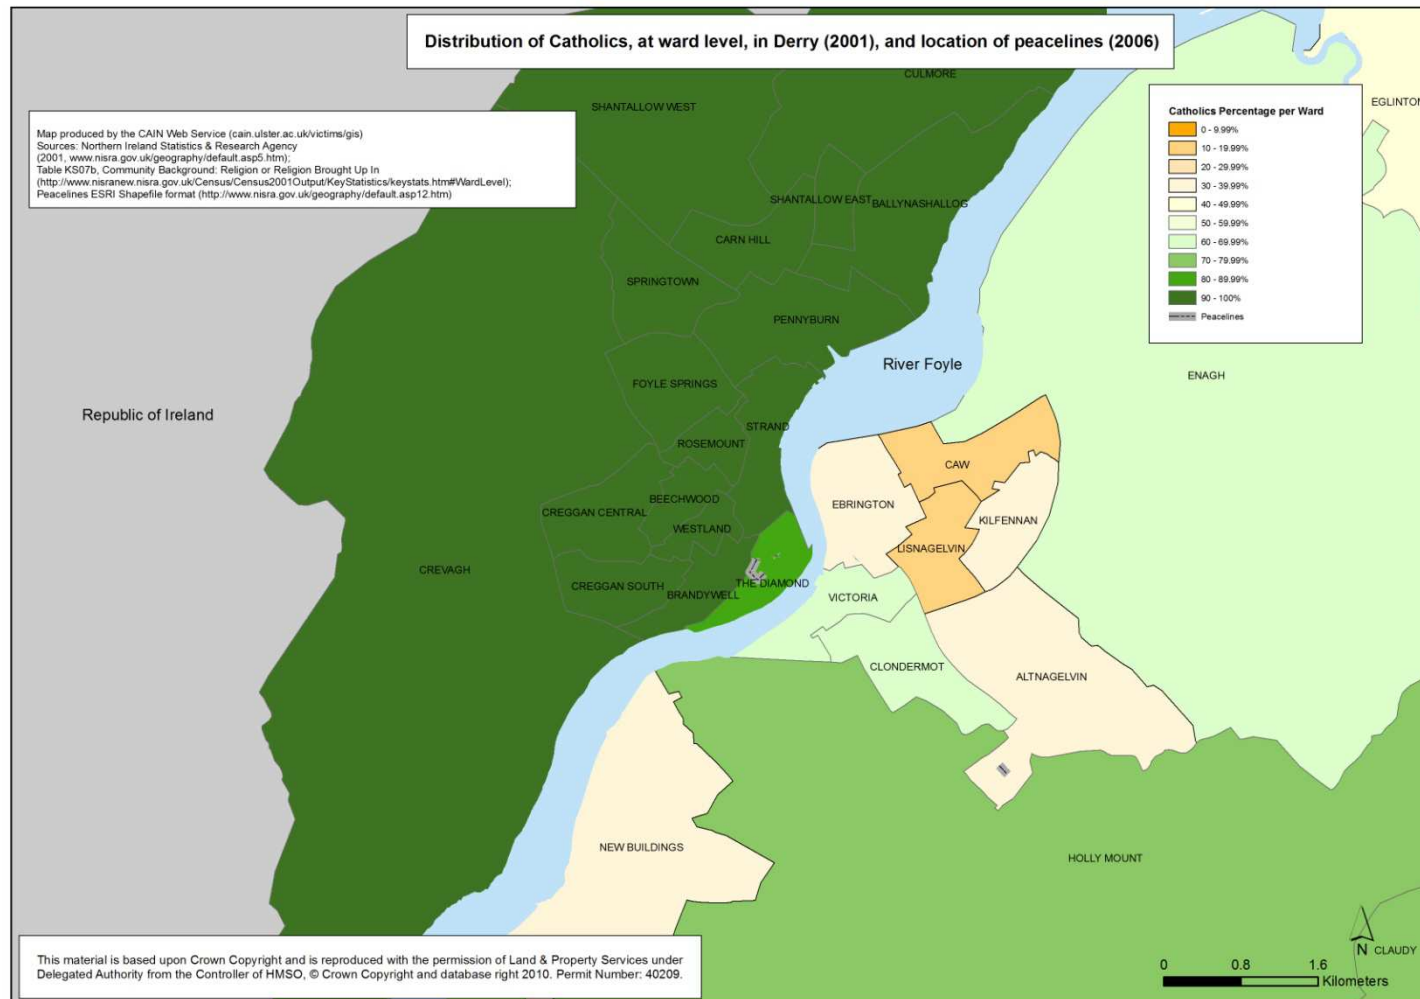 Distribution of Catholics, at ward level, in Derry (2001), and location of peacelines (2006)
CULMORE
SHANTALLOW WEST
Map produced by the CAIN Web Service (cain.ulster.ac.uk/victims/gis)
Sources: Northern Ireland Statistics & Research Agency
(2001, www.nisra.gov.uk/geography/default.asp5.htm);
Table KS07b, Community Background: Religion or Religion Brought Up In
(http://www.nisranew.nisra.gov.uk/Census/Census2001Output/KeyStatistics/keystats.htm#WardLevel);
Peacelines ESRI Shapefile format (http://www.nisra.gov.uk/geography/default.asp12.htm)
EGLINTON
Catholics Percentage per Ward
0 - 9.99%
10 - 19.99%
20 - 29.99%
30 - 39.99%
40 - 49.99%
50 - 59.99%
60 - 69.99%
70 - 79.99%
80 - 89.99%
90 - 100%
Peacelines
SHANTALLOW EAST
BALLYNASHALLOG
CARN HILL
SPRINGTOWN
PENNYBURN
River Foyle
ENAGH
FOYLE SPRINGS
Republic of Ireland
STRAND
ROSEMOUNT
CAW
BEECHWOOD
EBRINGTON
CREGGAN CENTRAL
KILFENNAN
WESTLAND
LISNAGELVIN
CREVAGH
CREGGAN SOUTH
THE DIAMOND
BRANDYWELL
VICTORIA
CLONDERMOT
ALTNAGELVIN
NEW BUILDINGS
HOLLY MOUNT
N
CLAUDY
This material is based upon Crown Copyright and is reproduced with the permission of Land & Property Services under
Delegated Authority from the Controller of HMSO, © Crown Copyright and database right 2010. Permit Number: 40209.
0 0.8 1.6
Kilometers